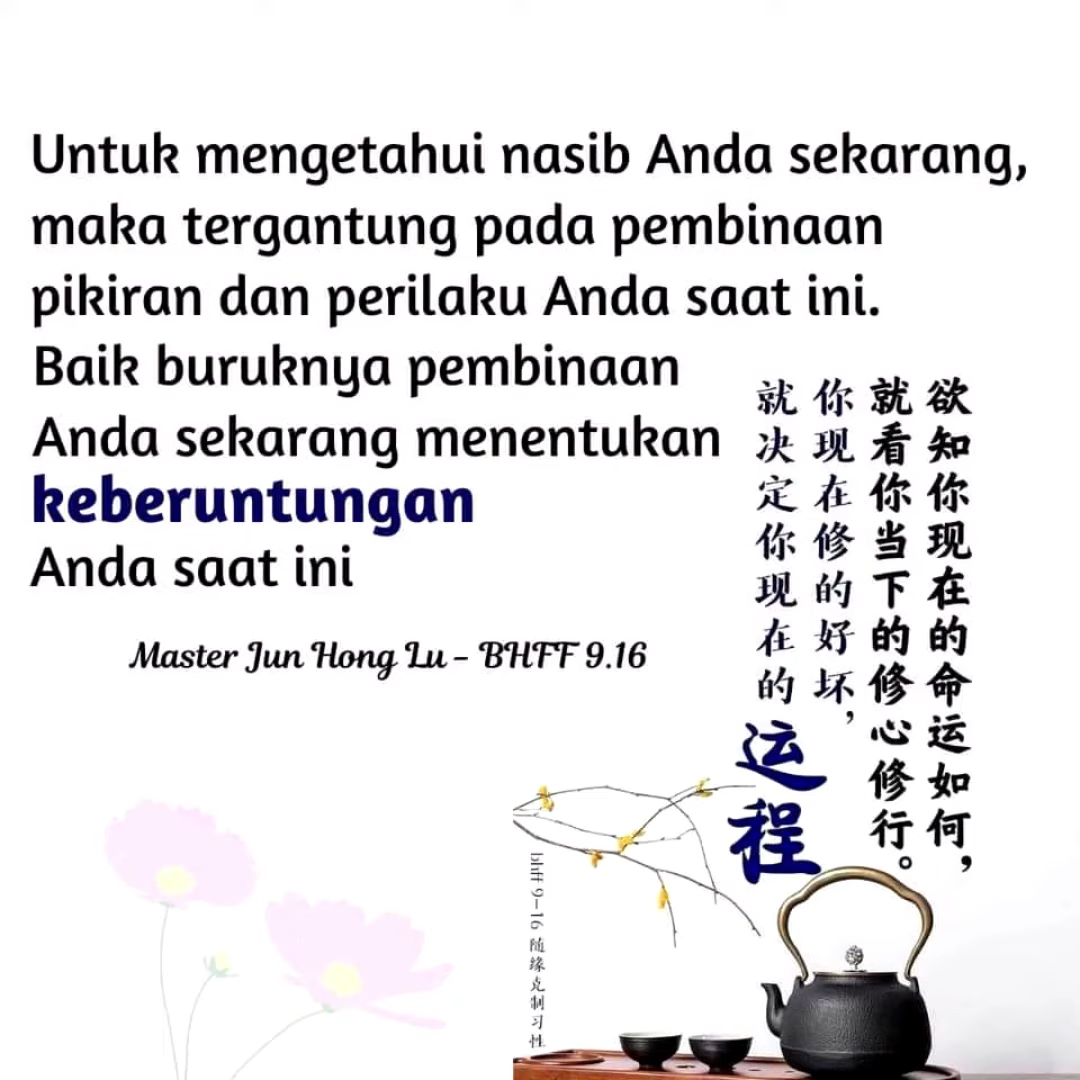 Untuk mengetahui nasib Anda sekarang,
maka tergantung pada pembinaan
pikiran dan perilaku Anda saat ini.
Baik buruknya pembinaan
Anda sekarang menentukan
keberuntungan
Anda saat ini
Master Jun Hong Lu – BHFF 9.16
欲知你现在的命运如何，
就看你当下的修心修行。
你现在修的好坏，
就决定你现在的
运程
bhff 9-16 随缘克制习性